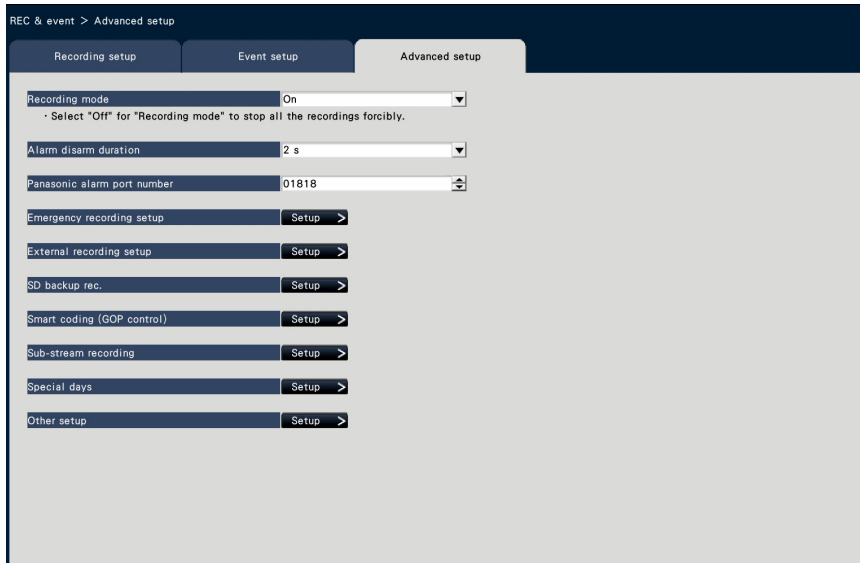 REC & event > Advanced setup
Recording setup Event setup Advanced setup
Recording mode On
・Select "Off" for "Recording mode" to stop all the recordings forcibly.
Alarm disarm duration 2 s
Panasonic alarm port number 01818
Emergency recording setup Setup >
External recording setup Setup >
SD backup rec. Setup >
Smart coding (GOP control) Setup >
Sub-stream recording Setup >
Special days Setup >
Other setup Setup >